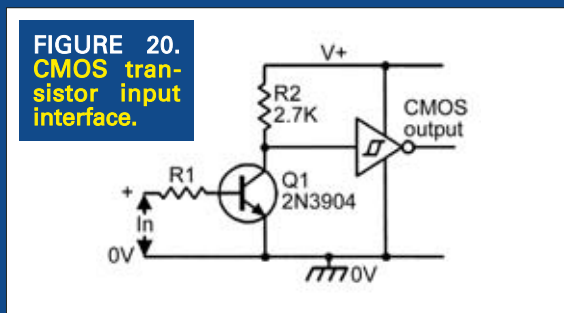 FIGURE 20.
CMOS tran-
sistor input
interface.
V+
R2
2.7K
CMOS
output
R1
Q1
2N3904
+
In
0V
0V